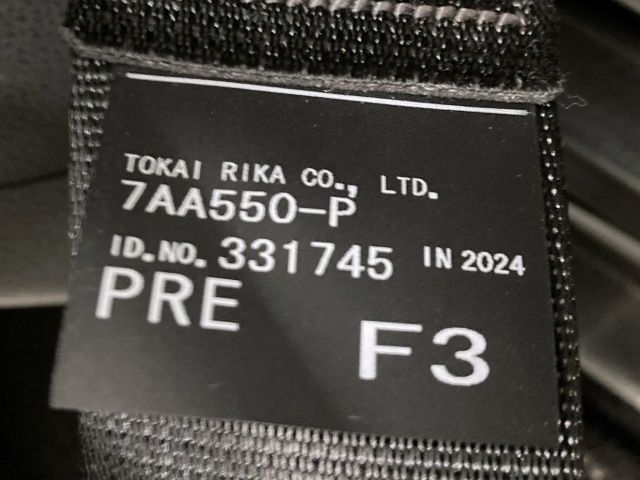 TOKAI RIKA CO., LTD.
7AA550-P
ID.NO. 331745 IN 2024
PRE
F3